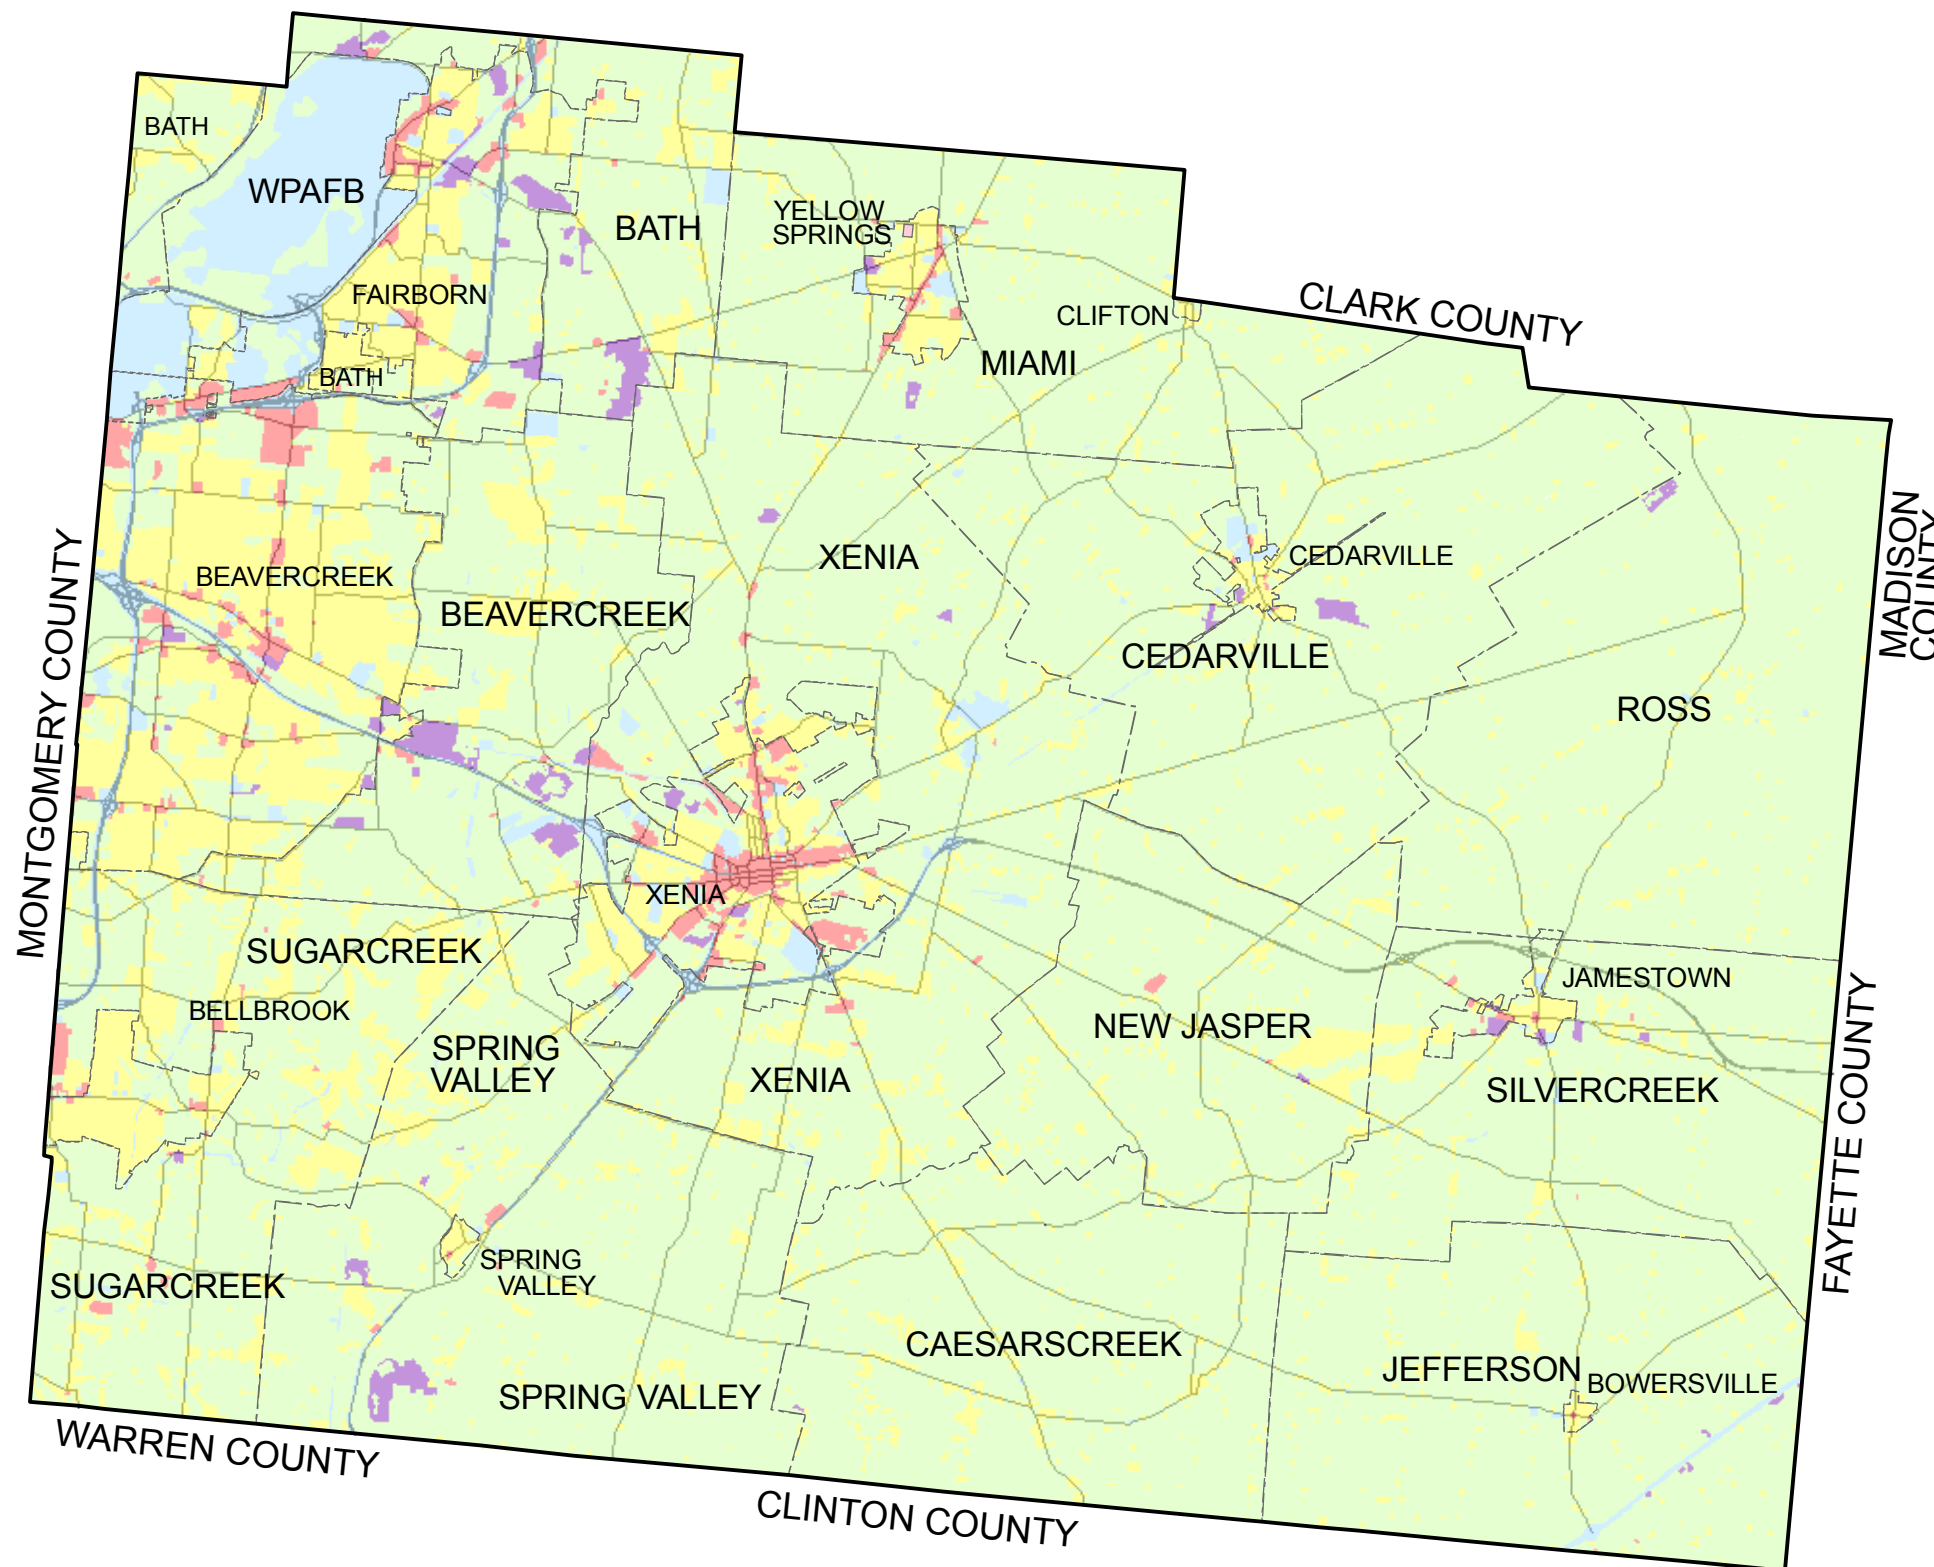 BATH
WPAFB
BATH
YELLOW
SPRINGS
FAIRBORN
CLIFTON
CLARK COUNTY
MIAMI
BATH
MADISON
COUNTY
XENIA
CEDARVILLE
BEAVERCREEK
BEAVERCREEK
CEDARVILLE
MONTGOMERY COUNTY
ROSS
XENIA
SUGARCREEK
JAMESTOWN
BELLBROOK
NEW JASPER
SPRING
VALLEY
XENIA
SILVERCREEK
FAYETTE COUNTY
SPRING
VALLEY
SUGARCREEK
CAESARSCREEK
JEFFERSON
BOWERSVILLE
SPRING VALLEY
WARREN COUNTY
CLINTON COUNTY